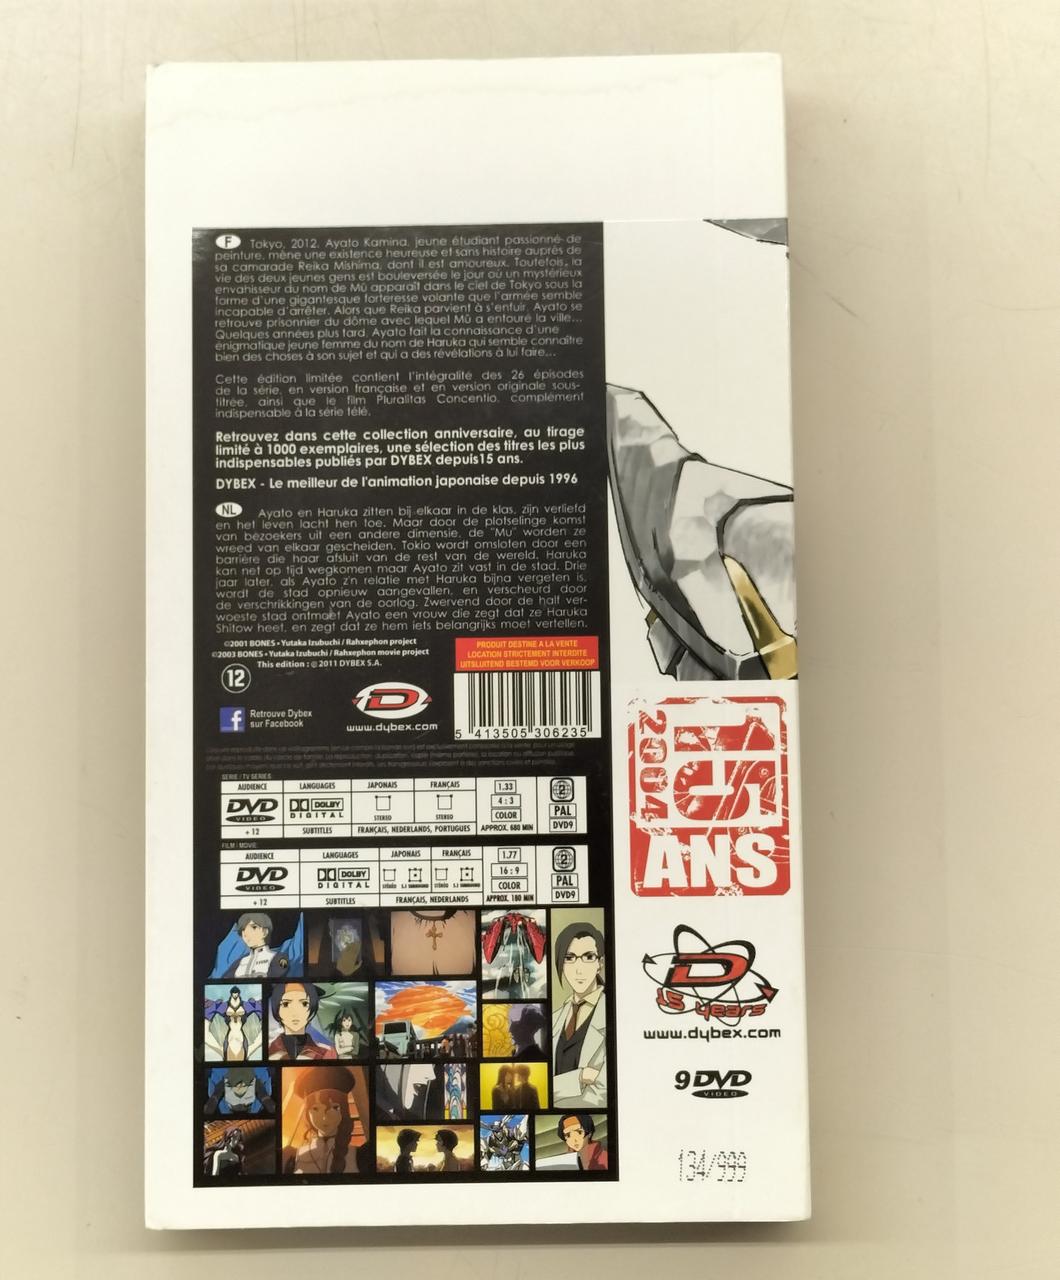 F Tokyo, 2012. Ayato Kamina, jeune étudiant passionné de
peinture, mène une existence heureuse et sans histoire auprès de
sa camarade Reika Mishima, dont il est amoureux. Toutefois, la
vie des deux jeunes gens est bouleversée le jour où un mystérieux
envahisseur du nom de Mû apparaît dans le ciel de Tokyo sous la
forme d'une gigantesque forteresse volante que l'armée semble
incapable d'arrêter. Alors que Reika parvient à s'enfuir, Ayato se
retrouve prisonnier du dôme avec lequel Mû a entouré la ville...
Quelques années plus tard, Ayato fait la connaissance d'une
énigmatique jeune femme du nom de Haruka qui semble connaître
bien des choses à son sujet et qui a des révélations à lui faire...
Cette édition limitée contient l'intégralité des 26 épisodes
de la série, en version française et en version originale sous-
titrée, ainsi que le film Pluralitas Concentio, complément
indispensable à la série télé.
Retrouvez dans cette collection anniversaire, au tirage
limité à 1000 exemplaires, une sélection des titres les plus
indispensables publiés par DYBEX depuis15 ans.
DYBEX - Le meilleur de l'animation japonaise depuis 1996
NL Ayato en Haruka zitten bij elkaar in de klas, zijn verliefd
en het leven lacht hen toe. Maar door de plotselinge komst
van bezoekers uit een andere dimensie, de "Mu" worden ze
wreed van elkaar gescheiden. Tokio wordt omsloten door een
barrière die haar afsluit van de rest van de wereld. Haruka
kan net op tijd wegkomen maar Ayato zit vast in de stad. Drie
jaar later, als Ayato z'n relatie met Haruka bijna vergeten is,
wordt de stad opnieuw aangevallen, en verscheurd door
de verschrikkingen van de oorlog. Zwervend door de half ver-
woeste stad ontmoet Ayato een vrouw die zegt dat ze Haruka
Shitow heet, en zegt dat ze hem iets belangrijks moet vertellen.
©2001 BONES • Yutaka Izubuchi / Rahxephon project
©2003 BONES • Yutaka Izubuchi / Rahxephon movie project
This edition : @ 2011 DYBEX S.A.
PRODUIT DESTINE A LA VENTE
LOCATION STRICTEMENT INTERDITE
UITSLUITEND BESTEMD VOOR VERKOOP
12
f Retrouve Dybex
sur Facebook
D
www.dybex.com
5 413505 306235
SERIE / TV SERIES
AUDIENCE LANGUAGES JAPONAIS FRANÇAIS 1.33 2
DVD VIDEO DOLBY DIGITAL STEREO STEREO 4 : 3 COLOR PAL
+ 12 SUBTITLES FRANÇAIS, NEDERLANDS, PORTUGUES APPROX. 680 MIN DVD9
FILM / MOVIE
AUDIENCE LANGUAGES JAPONAIS FRANÇAIS 1.77 2
DVD VIDEO DOLBY DIGITAL STÉRÉO 5.1 SURROUND STÉRÉO 5.1 SURROUND 16 : 9 COLOR PAL
+ 12 SUBTITLES FRANÇAIS, NEDERLANDS APPROX. 180 MIN DVD9
15
2004
ANS
D
15 years
www.dybex.com
9 DVD
VIDEO
134/999